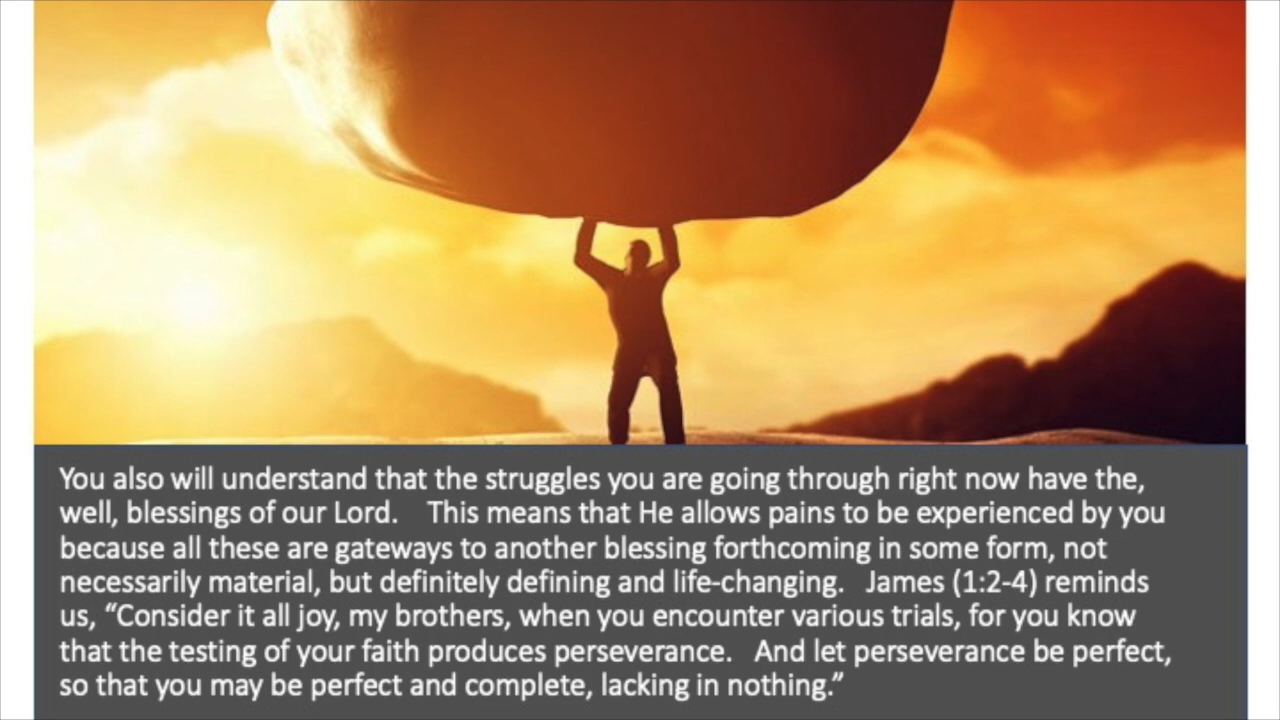 You also will understand that the struggles you are going through right now have the,
well, blessings of our Lord.    This means that He allows pains to be experienced by you
because all these are gateways to another blessing forthcoming in some form, not
necessarily material, but definitely defining and life-changing.   James (1:2-4) reminds
us, “Consider it all joy, my brothers, when you encounter various trials, for you know
that the testing of your faith produces perseverance.   And let perseverance be perfect,
so that you may be perfect and complete, lacking in nothing.”